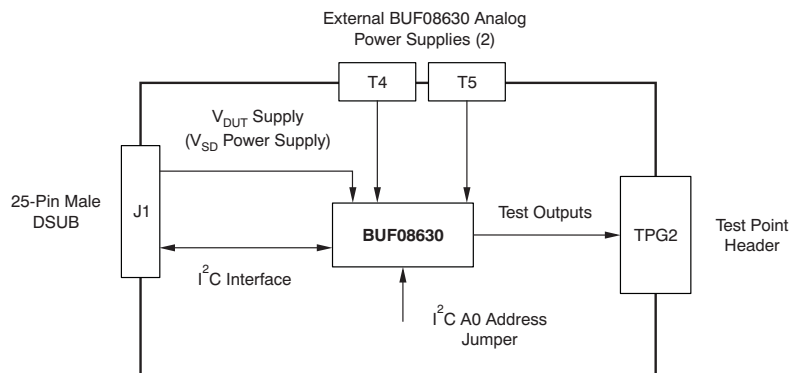 External BUF08630 Analog
Power Supplies (2)
T4
T5
V_DUT Supply
(V_SD Power Supply)
25-Pin Male
DSUB
J1
BUF08630
Test Outputs
TPG2
Test Point
Header
I²C Interface
I²C A0 Address
Jumper